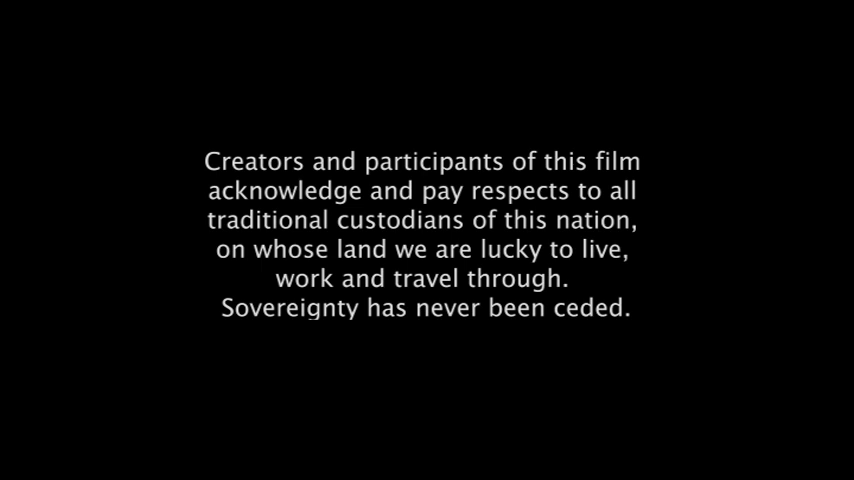 Creators and participants of this film
acknowledge and pay respects to all
traditional custodians of this nation,
on whose land we are lucky to live,
work and travel through.
Sovereignty has never been ceded.